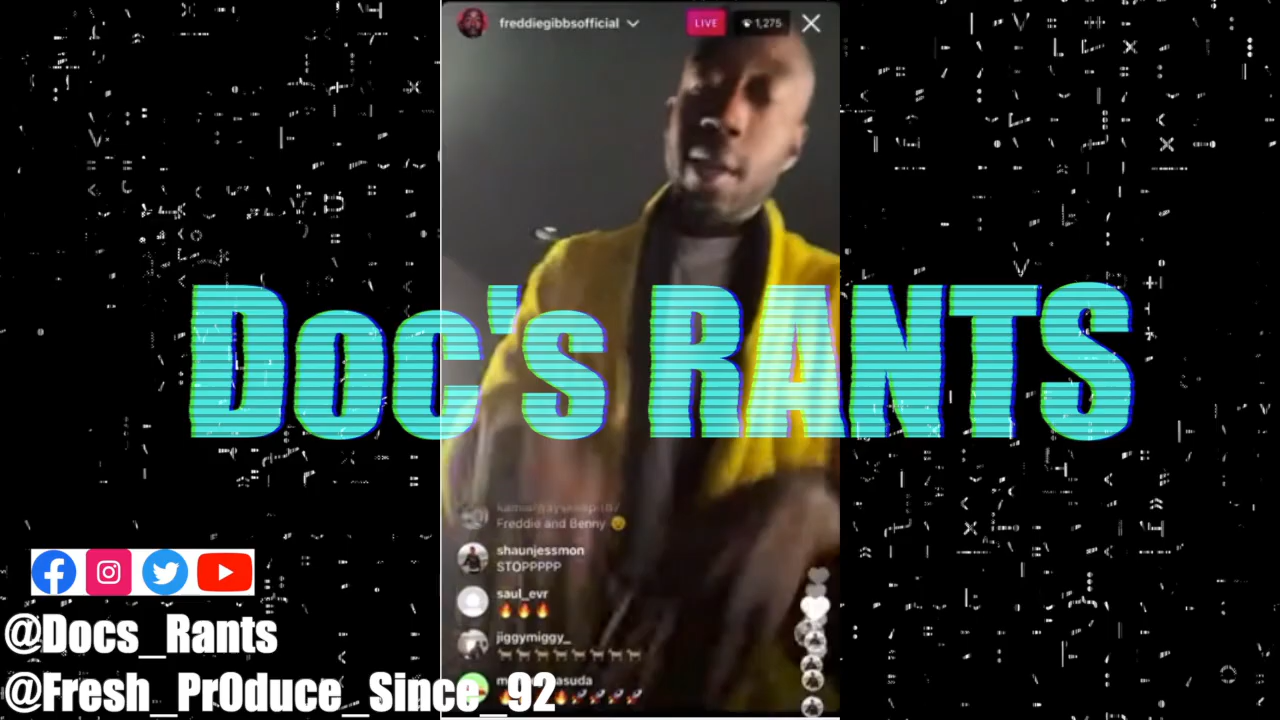 freddiegibbsofficial
LIVE
1,275
Doc's RANTS
Freddie and Benny
shaunjessmon
STOPPPPP
saul_evr
jiggymiggy_
@Docs_Rants
@Fresh_Pr0duce_Since_92